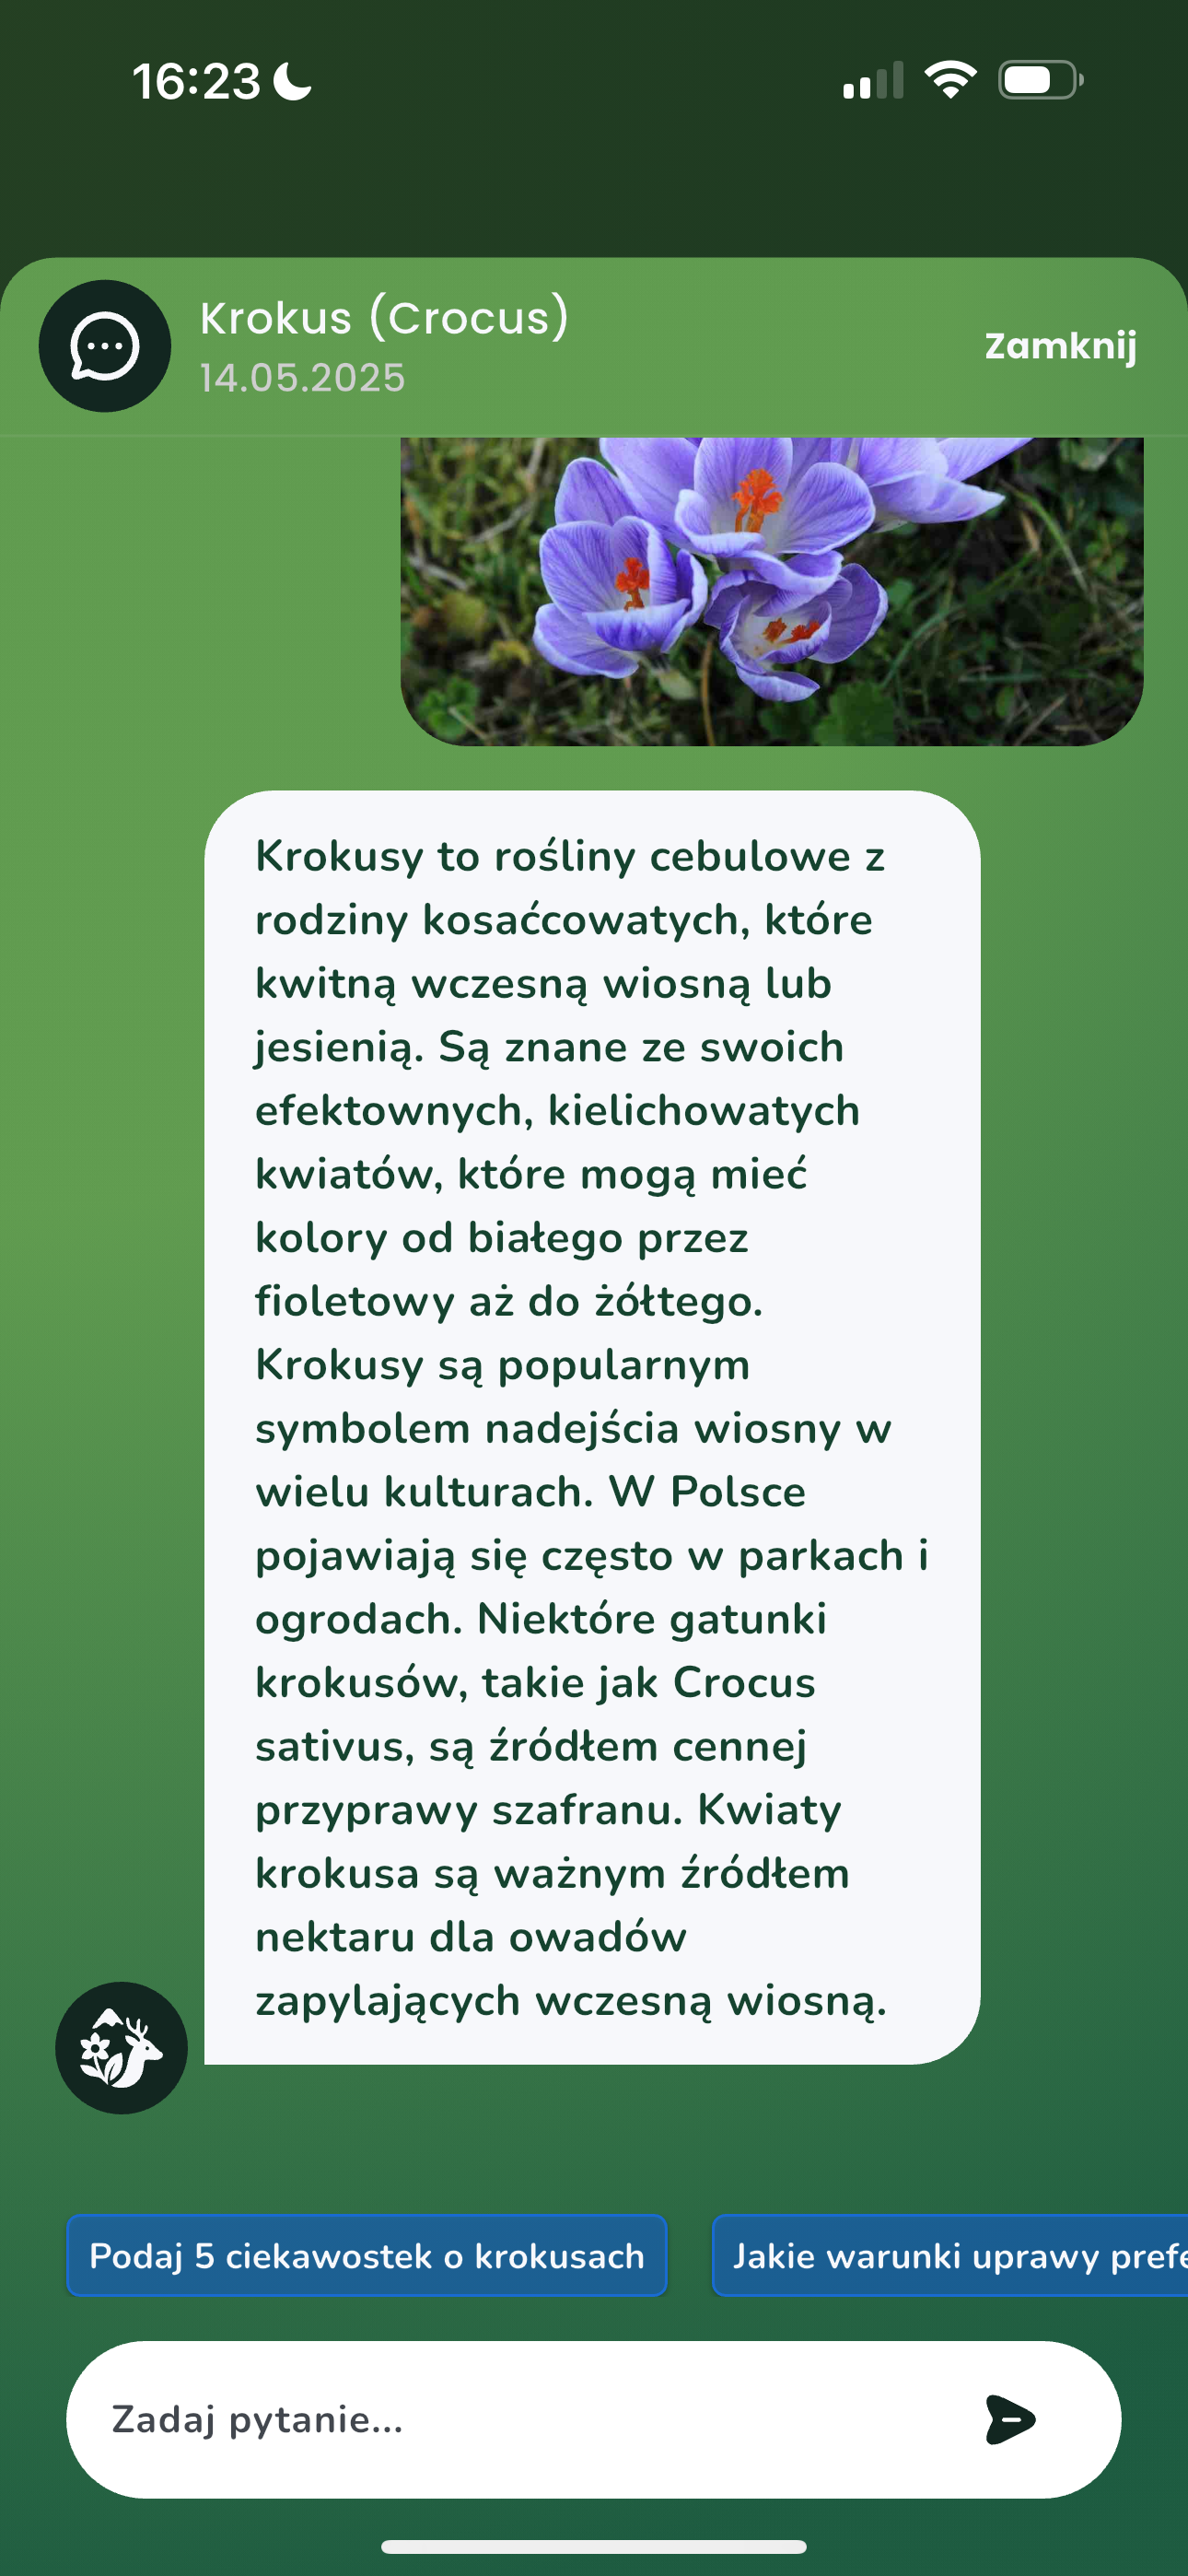 16:23
Krokus (Crocus)
14.05.2025
Zamknij
Krokusy to rośliny cebulowe z
rodziny kosaćcowatych, które
kwitną wczesną wiosną lub
jesienią. Są znane ze swoich
efektownych, kielichowatych
kwiatów, które mogą mieć
kolory od białego przez
fioletowy aż do żółtego.
Krokusy są popularnym
symbolem nadejścia wiosny w
wielu kulturach. W Polsce
pojawiają się często w parkach i
ogrodach. Niektóre gatunki
krokusów, takie jak Crocus
sativus, są źródłem cennej
przyprawy szafranu. Kwiaty
krokusa są ważnym źródłem
nektaru dla owadów
zapylających wczesną wiosną.
Podaj 5 ciekawostek o krokusach
Jakie warunki uprawy
Zadaj pytanie...